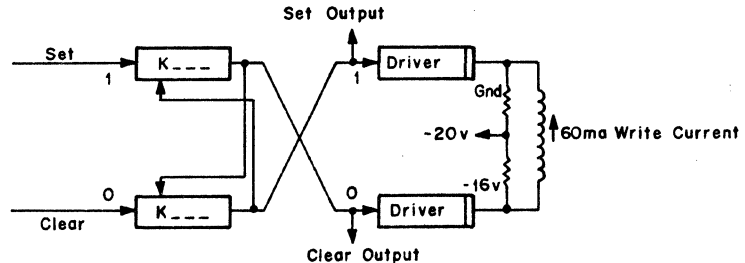 Set Output
Set
1
K___
1
Driver
Gnd
-20v
60ma Write Current
-16v
0
Clear
K___
0
Driver
Clear Output